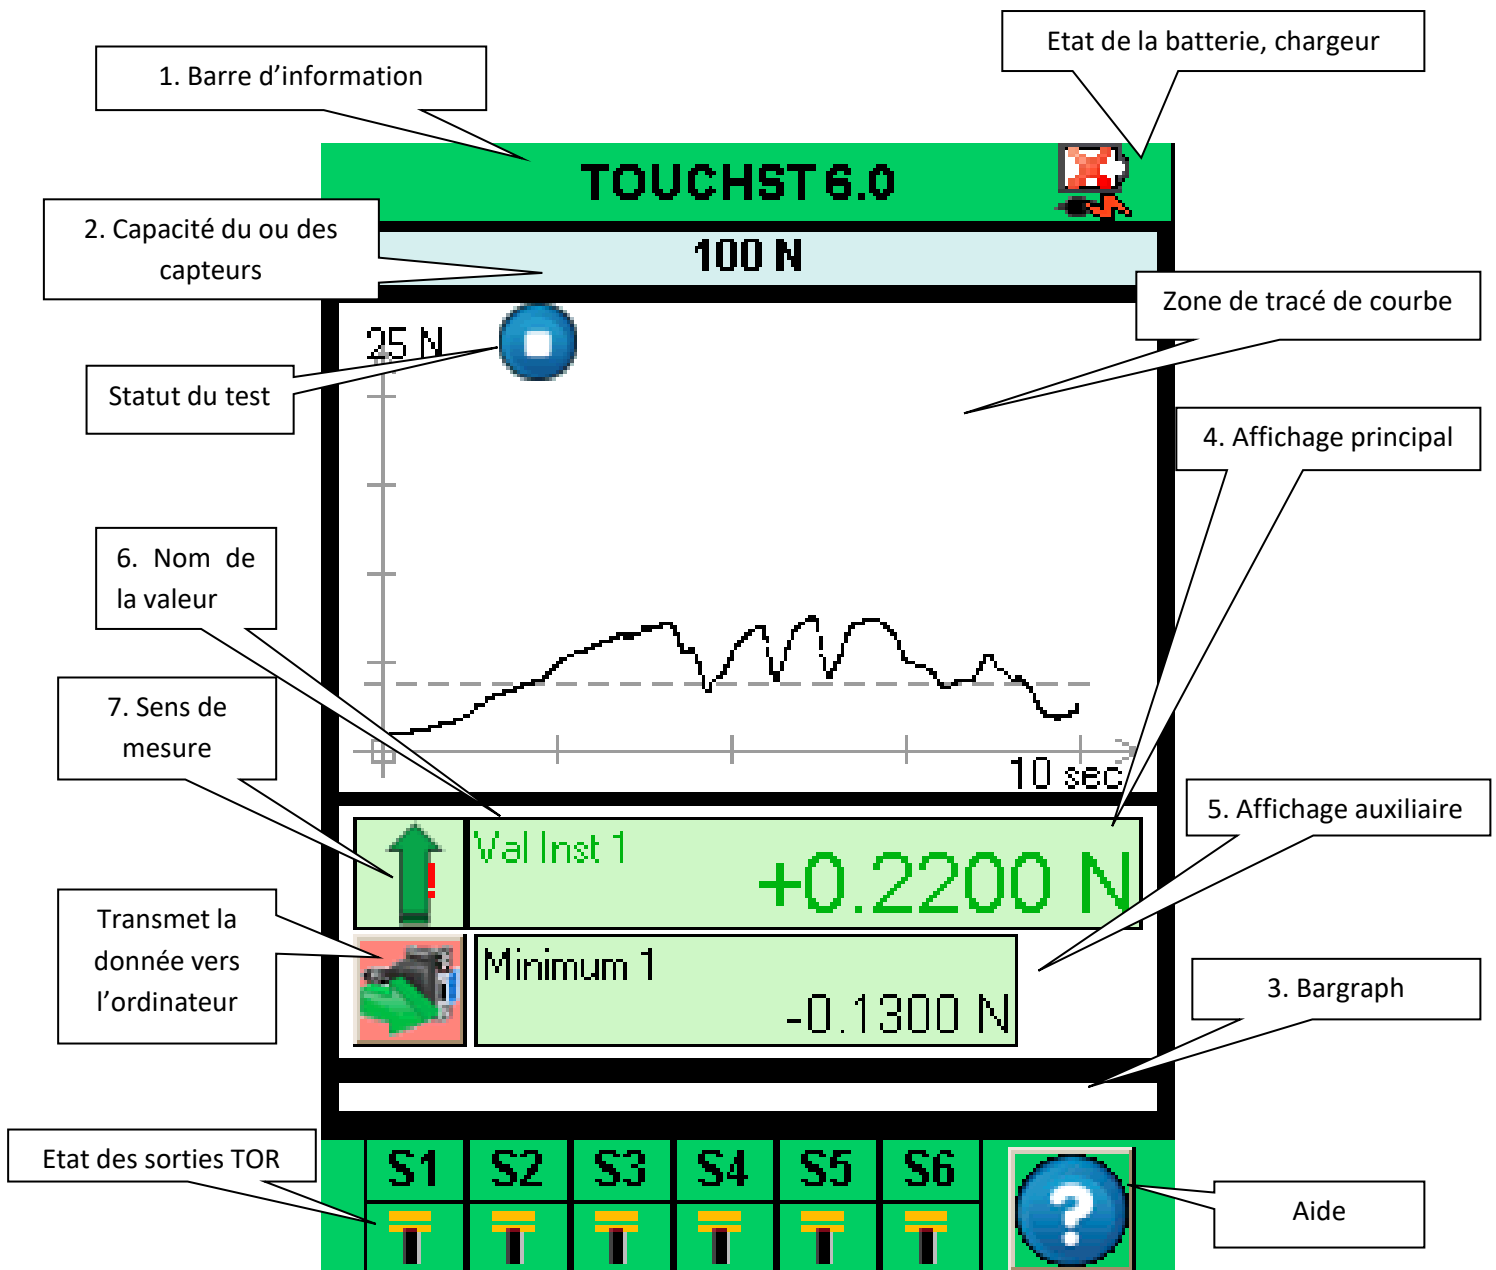 Etat de la batterie, chargeur
1. Barre d’information
TOUCHST 6.0
2. Capacité du ou des
capteurs
100 N
Zone de tracé de courbe
25 N
Statut du test
4. Affichage principal
6. Nom de
la valeur
7. Sens de
mesure
10 sec
5. Affichage auxiliaire
Val Inst 1
+0.2200 N
Transmet la
donnée vers
l’ordinateur
Minimum 1
-0.1300 N
3. Bargraph
Etat des sorties TOR
S1 S2 S3 S4 S5 S6
?
Aide